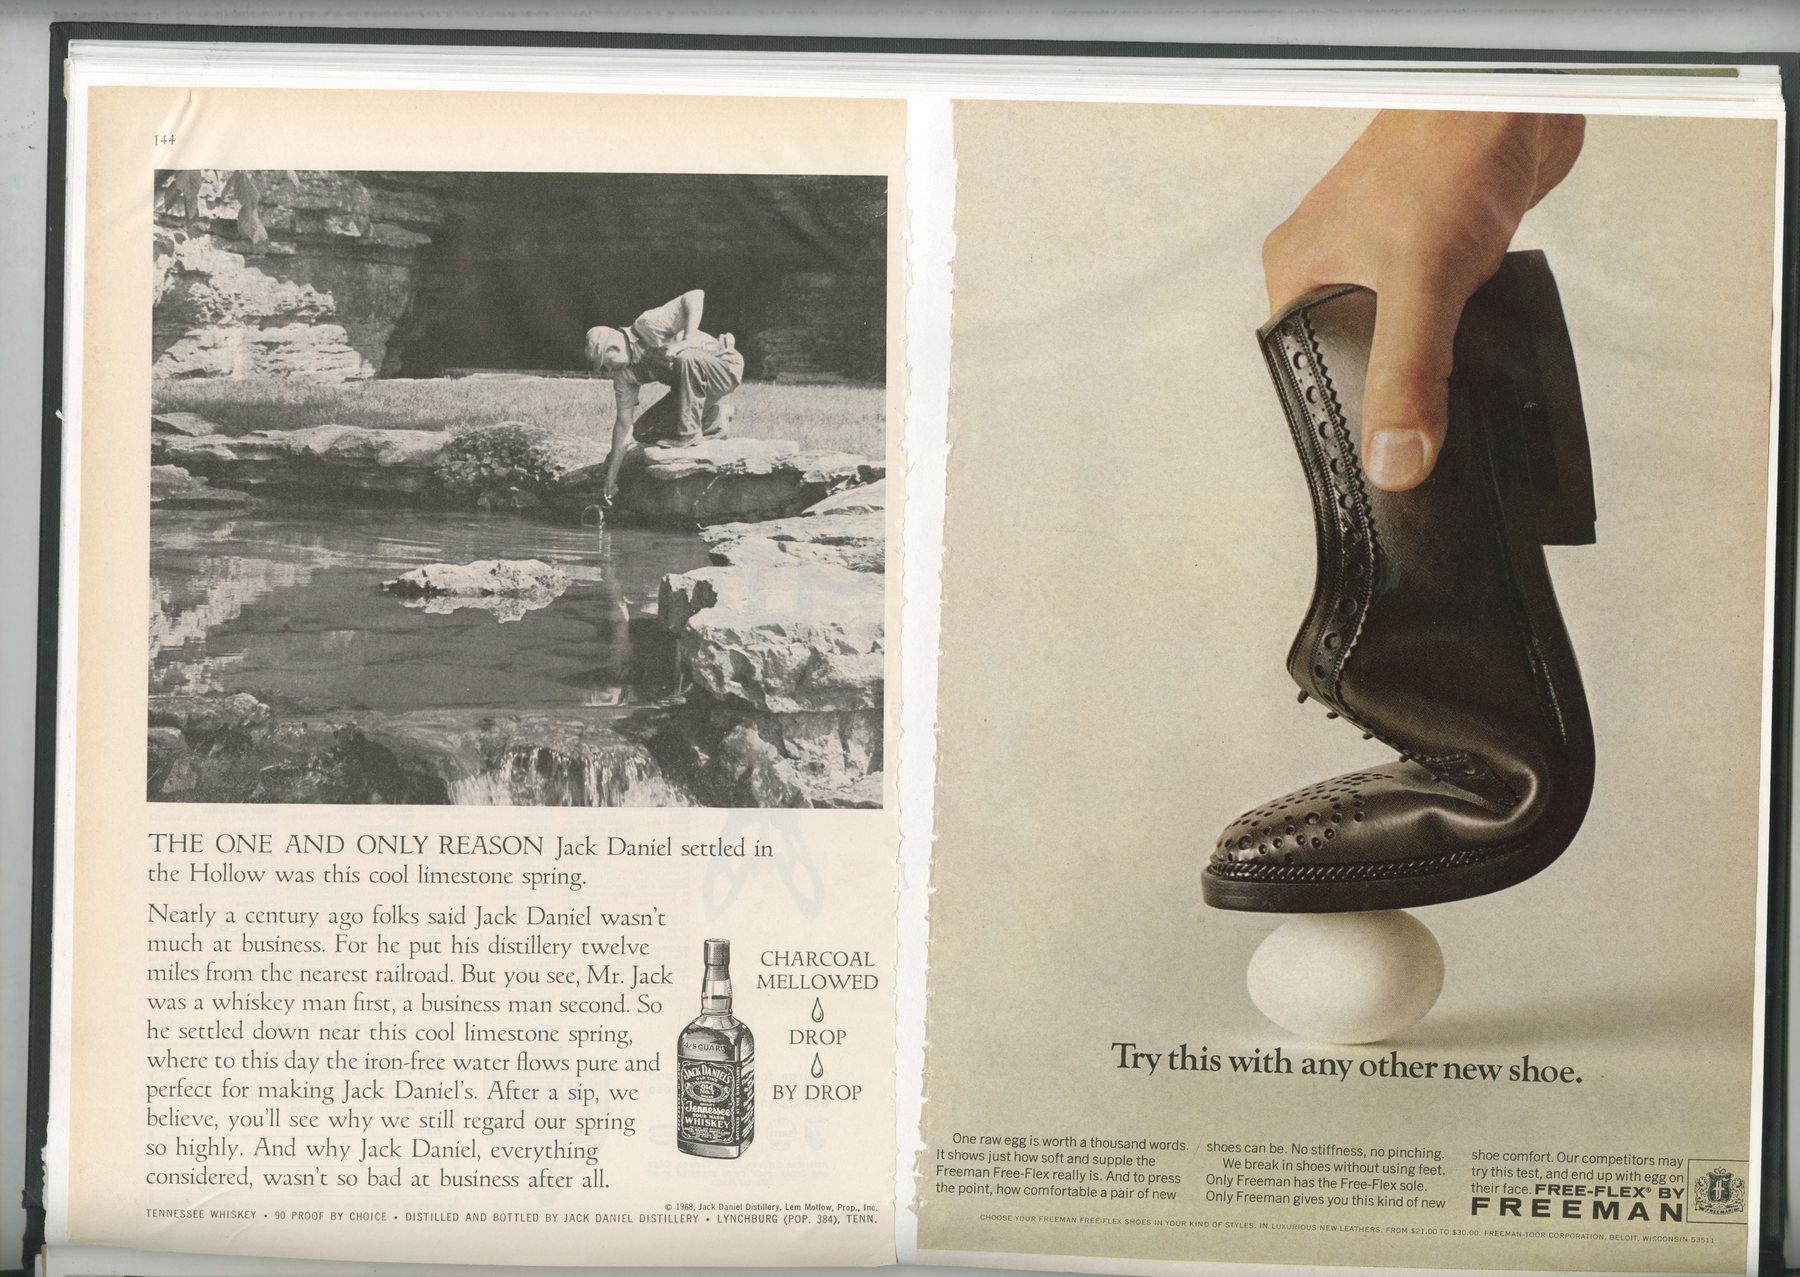 144
THE ONE AND ONLY REASON Jack Daniel settled in
the Hollow was this cool limestone spring.
Nearly a century ago folks said Jack Daniel wasn't
much at business. For he put his distillery twelve
miles from the nearest railroad. But you see, Mr. Jack
was a whiskey man first, a business man second. So
he settled down near this cool limestone spring,
where to this day the iron-free water flows pure and
perfect for making Jack Daniel's. After a sip, we
believe, you'll see why we still regard our spring
so highly. And why Jack Daniel, everything
considered, wasn't so bad at business after all.
4/5 QUART
JACK DANIEL'S
OLD TIME
Old
No. 7
Tennessee
SOUR MASH
WHISKEY
CHARCOAL
MELLOWED
DROP
BY DROP
© 1968, Jack Daniel Distillery, Lem Motlow, Prop., Inc.
TENNESSEE WHISKEY • 90 PROOF BY CHOICE • DISTILLED AND BOTTLED BY JACK DANIEL DISTILLERY • LYNCHBURG (POP. 384), TENN.
Try this with any other new shoe.
One raw egg is worth a thousand words.
It shows just how soft and supple the
Freeman Free-Flex really is. And to press
the point, how comfortable a pair of new
shoes can be. No stiffness, no pinching.
We break in shoes without using feet.
Only Freeman has the Free-Flex sole.
Only Freeman gives you this kind of new
shoe comfort. Our competitors may
try this test, and end up with egg on
their face. FREE-FLEX® BY
FREEMAN
FREEMAN
CHOOSE YOUR FREEMAN FREE-FLEX SHOES IN YOUR KIND OF STYLES. IN LUXURIOUS NEW LEATHERS. FROM $21.00 TO $30.00. FREEMAN-TOOR CORPORATION, BELOIT, WISCONSIN 53511